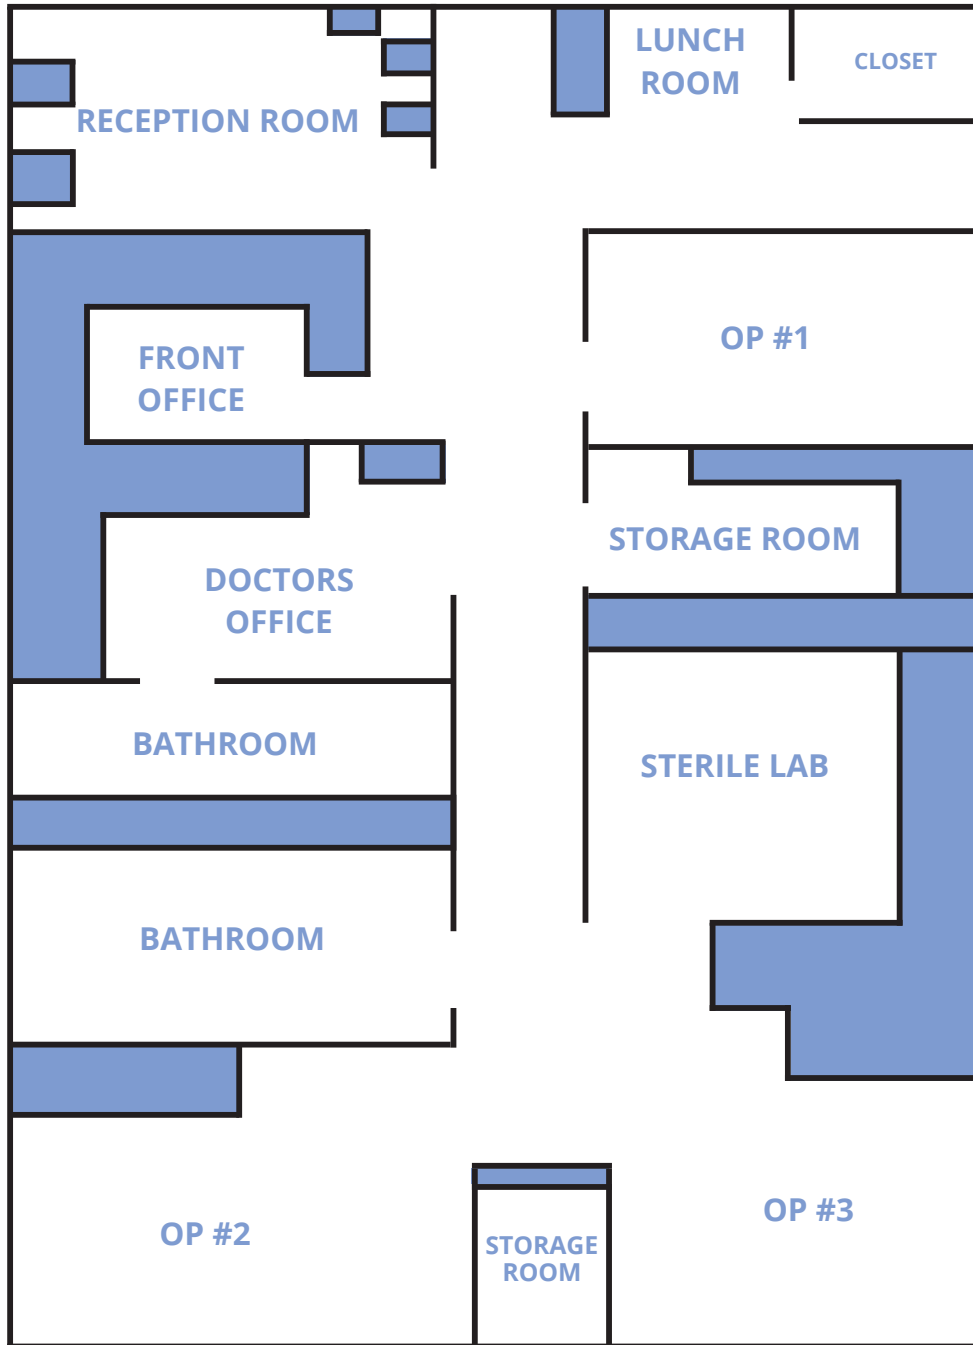 LUNCH
ROOM
CLOSET
RECEPTION ROOM
OP #1
FRONT
OFFICE
STORAGE ROOM
DOCTORS
OFFICE
BATHROOM
STERILE LAB
BATHROOM
OP #2
STORAGE
ROOM
OP #3